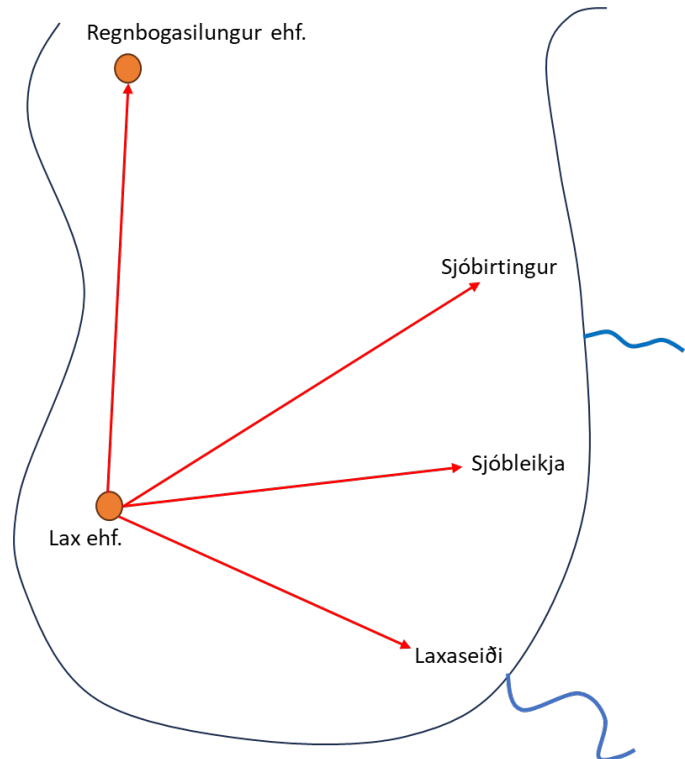 Regnbogasilungur ehf.
Sjóbirtingur
Sjóbleikja
Lax ehf.
Laxaseiði